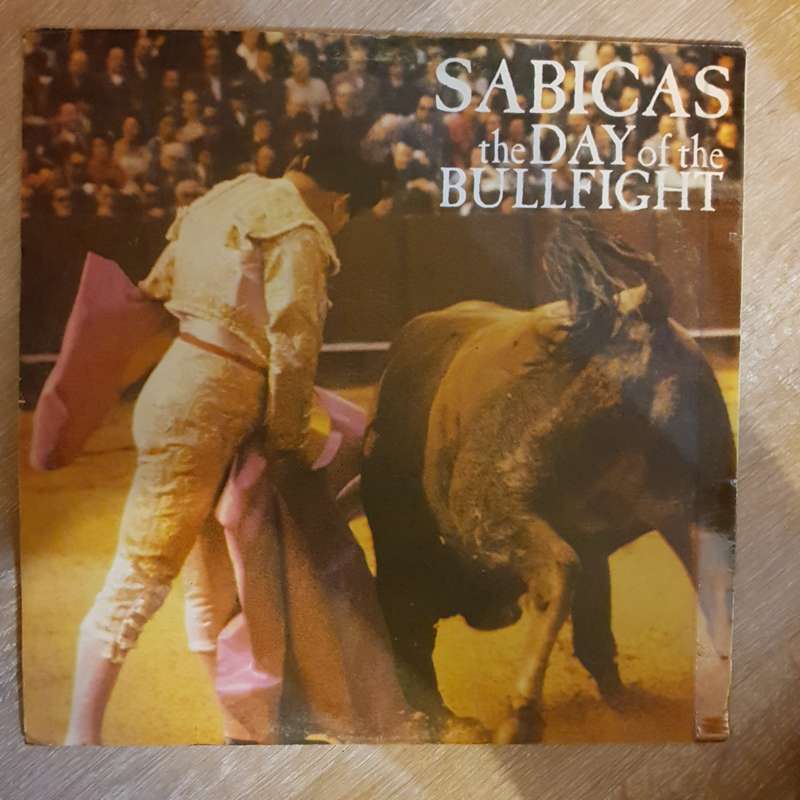 SABICAS
the DAY of the
BULLFIGHT